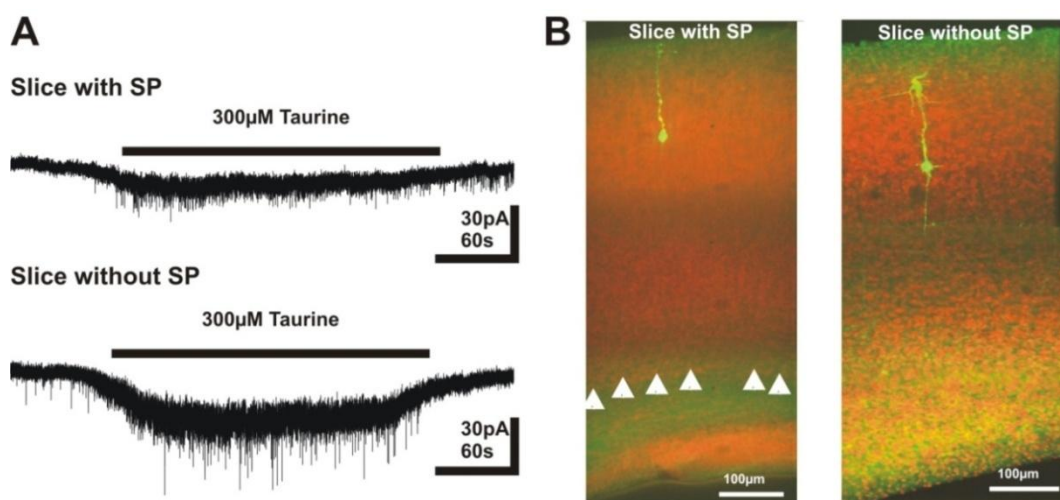 A
Slice with SP
300µM Taurine
30pA
60s
Slice without SP
300µM Taurine
30pA
60s
B
Slice with SP
100µm
Slice without SP
100µm